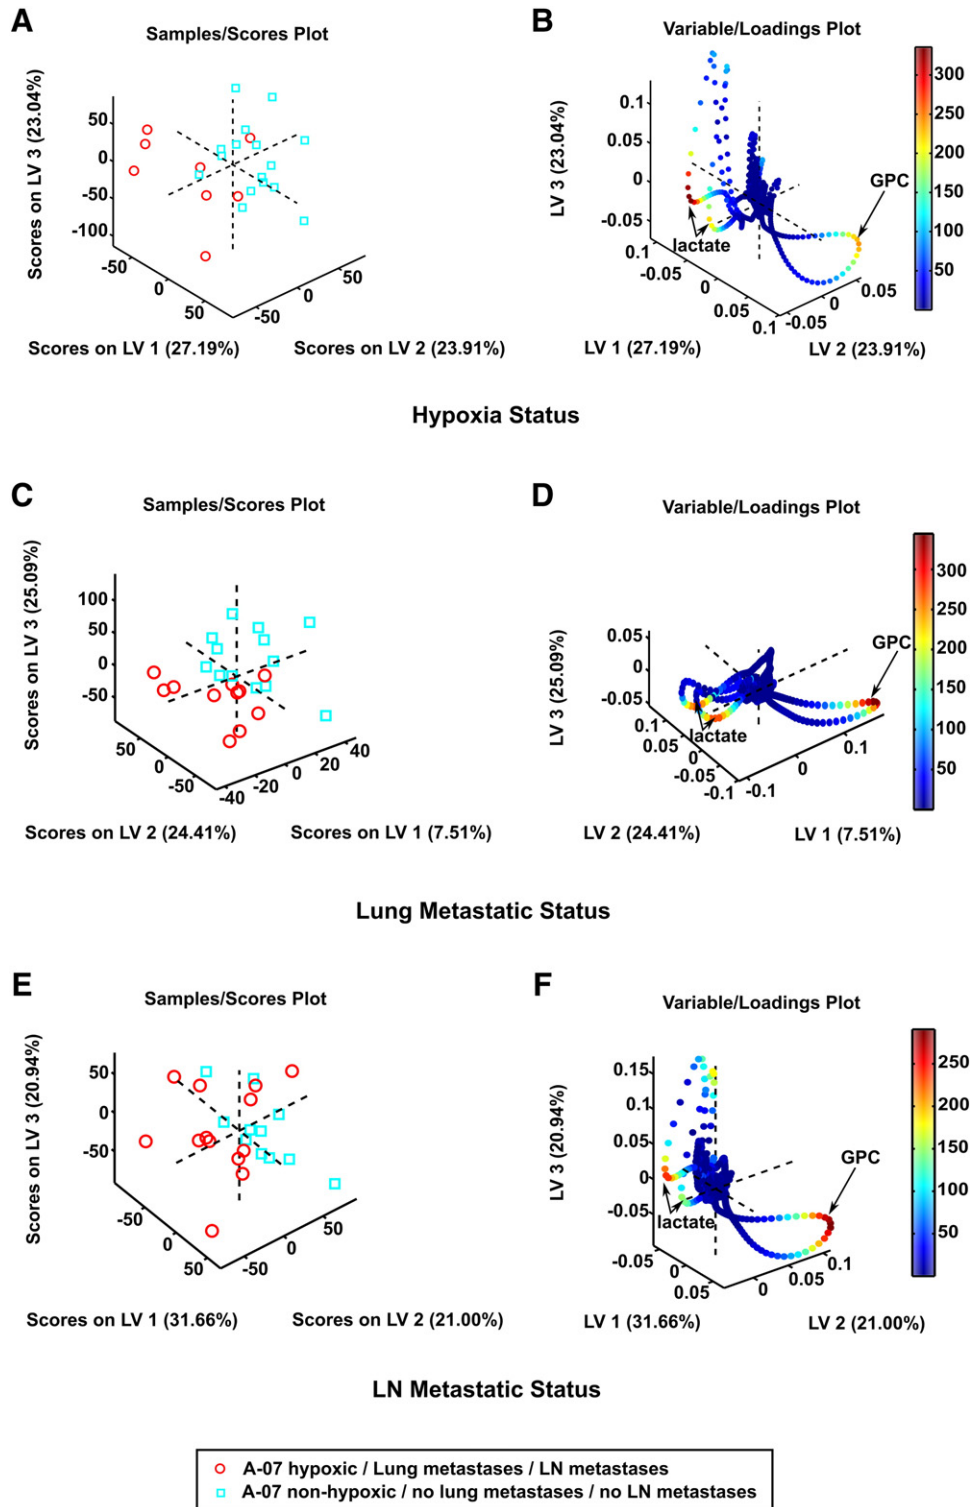 A
Samples/Scores Plot
Scores on LV 3 (23.04%)
50
0
-50
-100
-50
0
50
-50
0
50
Scores on LV 1 (27.19%)
Scores on LV 2 (23.91%)
B
Variable/Loadings Plot
LV 3 (23.04%)
0.1
0.05
0
-0.05
0.1
-0.05
0
0.05
0.1
-0.05
0
0.05
lactate
GPC
300
250
200
150
100
50
LV 1 (27.19%)
LV 2 (23.91%)
Hypoxia Status
C
Samples/Scores Plot
Scores on LV 3 (25.09%)
100
50
0
-50
50
0
-50
-40
-20
0
20
40
Scores on LV 2 (24.41%)
Scores on LV 1 (7.51%)
D
Variable/Loadings Plot
LV 3 (25.09%)
0.05
0
-0.05
0.1
0.05
0
-0.05
-0.1
-0.1
0
0.1
lactate
GPC
300
250
200
150
100
50
LV 2 (24.41%)
LV 1 (7.51%)
Lung Metastatic Status
E
Samples/Scores Plot
Scores on LV 3 (20.94%)
50
0
-50
-50
0
50
-50
0
50
Scores on LV 1 (31.66%)
Scores on LV 2 (21.00%)
F
Variable/Loadings Plot
LV 3 (20.94%)
0.15
0.1
0.05
0
-0.05
-0.05
0
0.05
0
0.05
0.1
lactate
GPC
250
200
150
100
50
LV 1 (31.66%)
LV 2 (21.00%)
LN Metastatic Status
A-07 hypoxic / Lung metastases / LN metastases
A-07 non-hypoxic / no lung metastases / no LN metastases